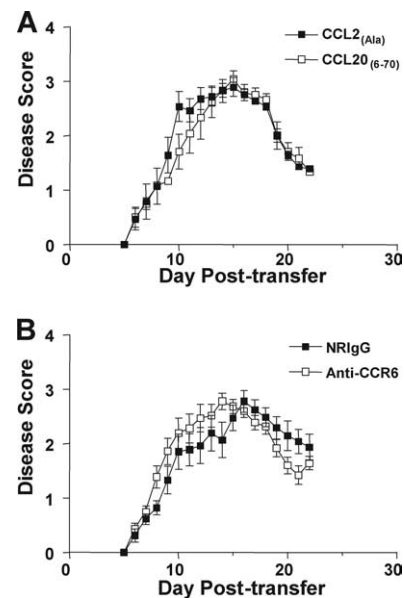 A
CCL2(Ala)
CCL20(6-70)
Disease Score
4
3
2
1
0
0 10 20 30
Day Post-transfer
B
NRIgG
Anti-CCR6
Disease Score
4
3
2
1
0
0 10 20 30
Day Post-transfer